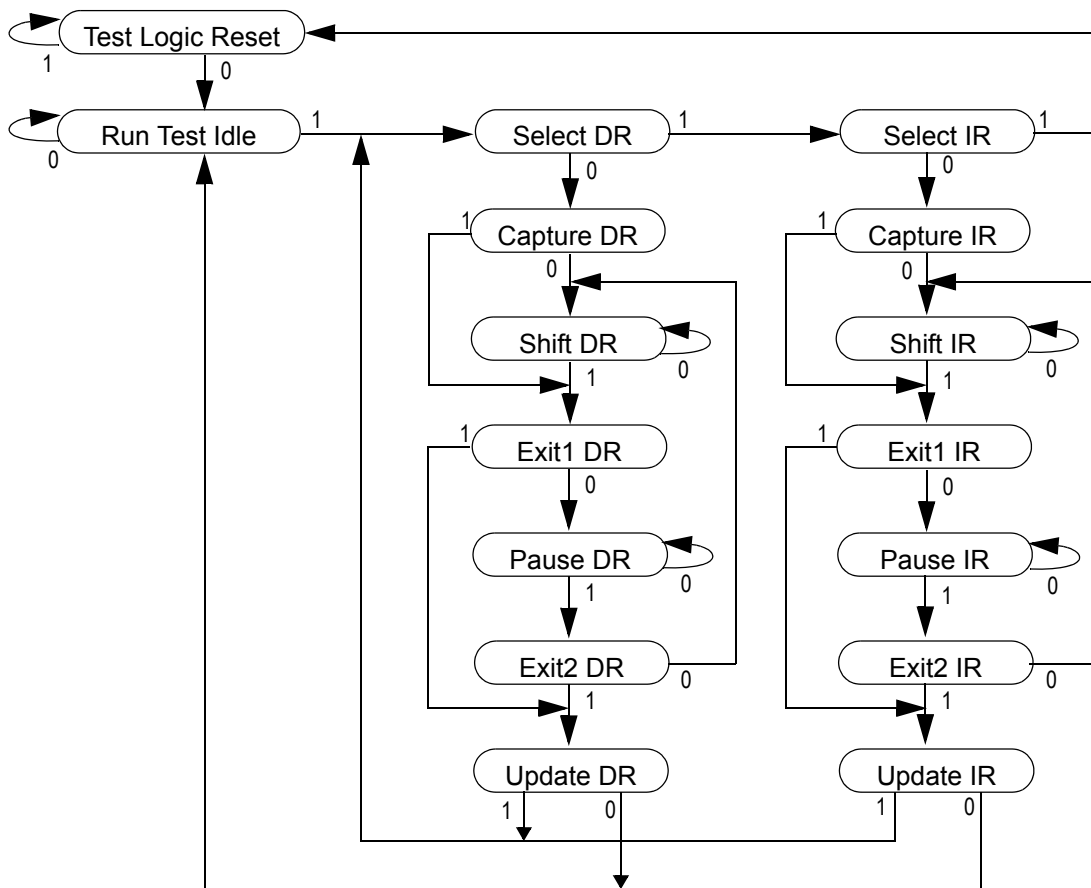 Test Logic Reset
1
0
Run Test Idle
1
Select DR
1
Select IR
1
0
0
0
1
Capture DR
1
Capture IR
0
0
Shift DR
Shift IR
0
0
1
1
1
Exit1 DR
1
Exit1 IR
0
0
Pause DR
Pause IR
0
0
1
1
Exit2 DR
Exit2 IR
0
0
1
1
Update DR
Update IR
1
0
1
0